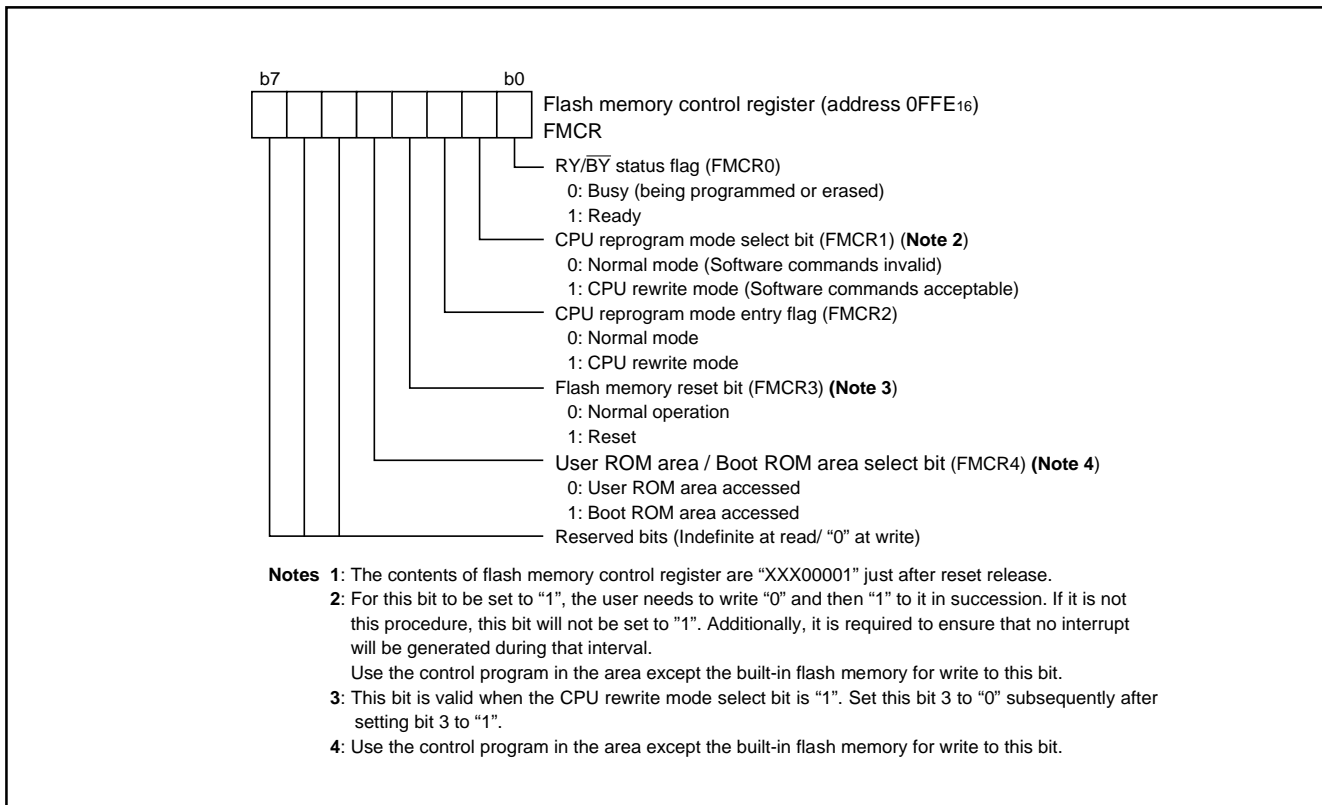 b7 b0
Flash memory control register (address 0FFE16)
FMCR
RY/BY status flag (FMCR0)
0: Busy (being programmed or erased)
1: Ready
CPU reprogram mode select bit (FMCR1) (Note 2)
0: Normal mode (Software commands invalid)
1: CPU rewrite mode (Software commands acceptable)
CPU reprogram mode entry flag (FMCR2)
0: Normal mode
1: CPU rewrite mode
Flash memory reset bit (FMCR3) (Note 3)
0: Normal operation
1: Reset
User ROM area / Boot ROM area select bit (FMCR4) (Note 4)
0: User ROM area accessed
1: Boot ROM area accessed
Reserved bits (Indefinite at read/ “0” at write)
Notes 1: The contents of flash memory control register are “XXX00001” just after reset release.
2: For this bit to be set to “1”, the user needs to write “0” and then “1” to it in succession. If it is not
this procedure, this bit will not be set to ”1”. Additionally, it is required to ensure that no interrupt
will be generated during that interval.
Use the control program in the area except the built-in flash memory for write to this bit.
3: This bit is valid when the CPU rewrite mode select bit is “1”. Set this bit 3 to “0” subsequently after
setting bit 3 to “1”.
4: Use the control program in the area except the built-in flash memory for write to this bit.